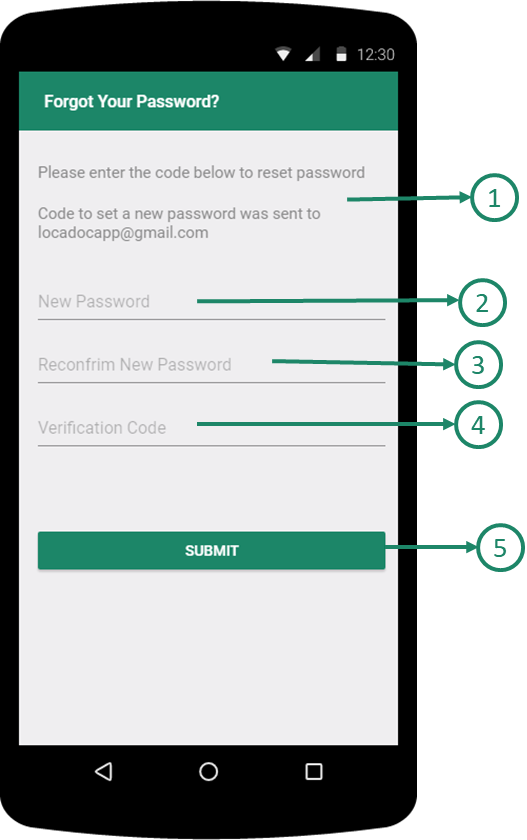 12:30
Forgot Your Password?
Please enter the code below to reset password
1
Code to set a new password was sent to
locadocapp@gmail.com
New Password
2
Reconfrim New Password
3
Verification Code
4
SUBMIT
5